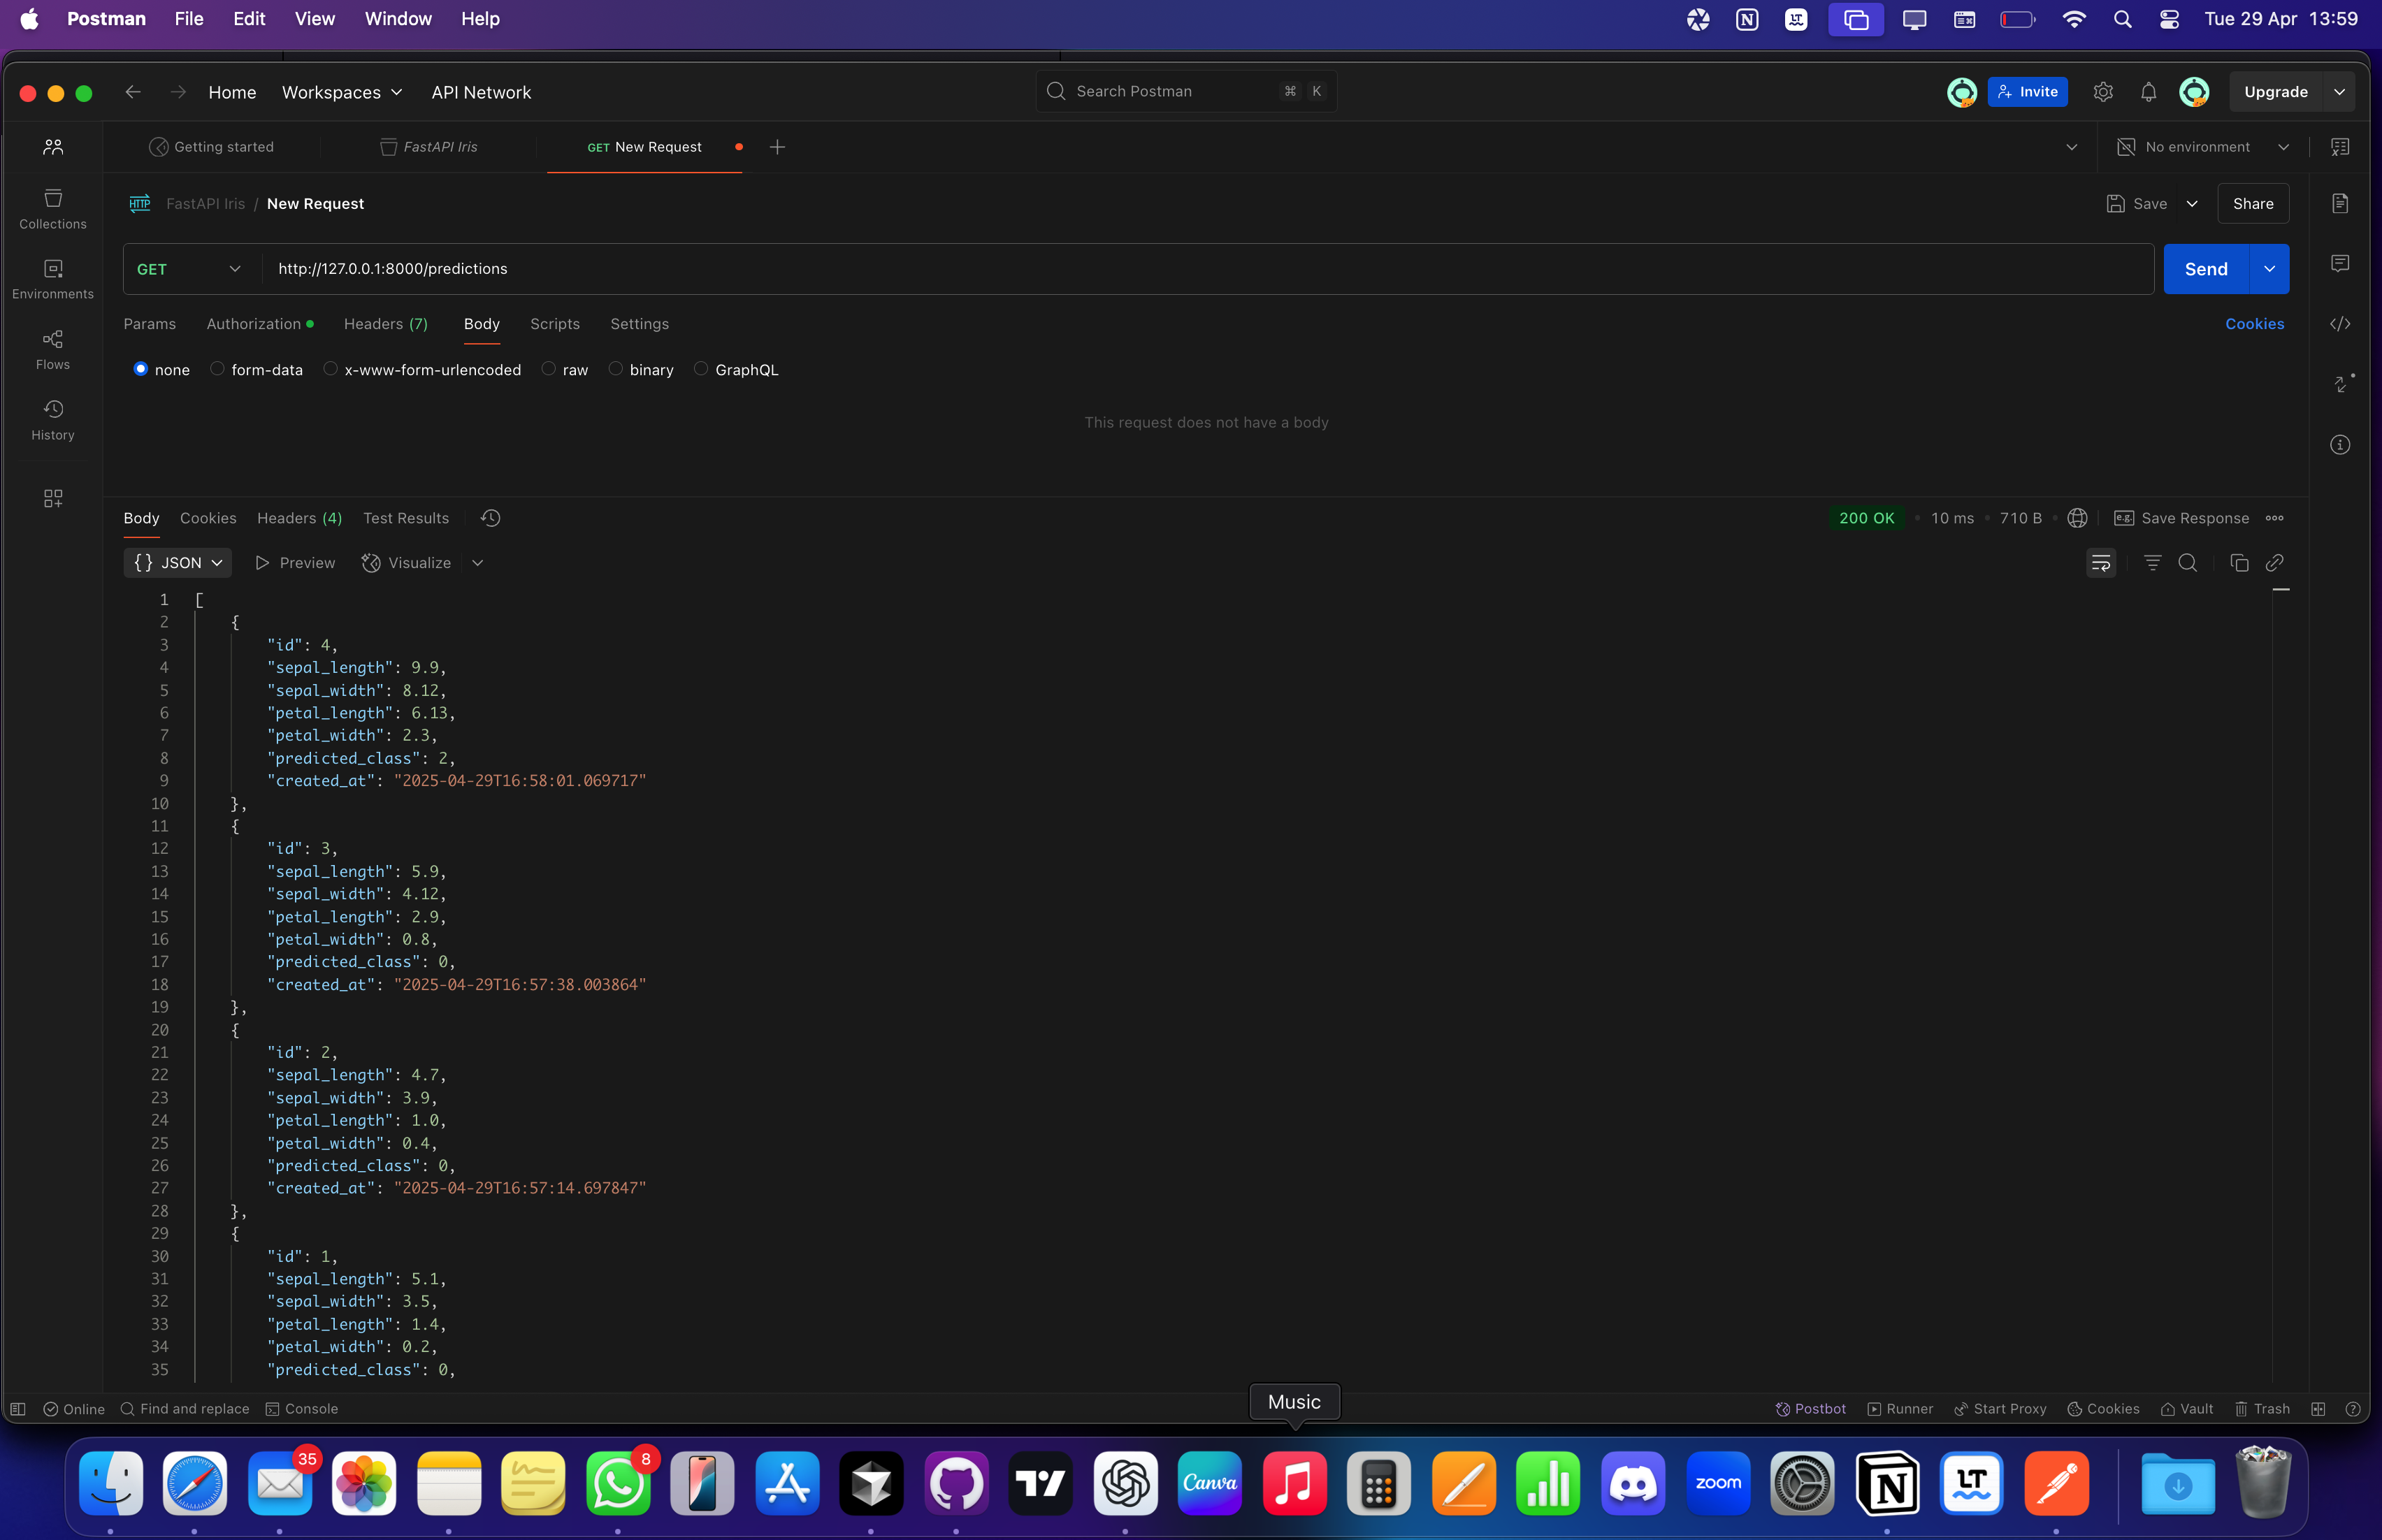 Postman File Edit View Window Help Tue 29 Apr 13:59
Home Workspaces API Network Search Postman ⌘ K Invite Upgrade
Getting started FastAPI Iris GET New Request No environment
HTTP FastAPI Iris / New Request Save Share
Collections
Environments
Flows
History
GET http://127.0.0.1:8000/predictions Send
Params Authorization Headers (7) Body Scripts Settings Cookies
none form-data x-www-form-urlencoded raw binary GraphQL
This request does not have a body
Body Cookies Headers (4) Test Results 200 OK • 10 ms • 710 B • e.g. Save Response
{} JSON Preview Visualize
1 [
2 {
3 "id": 4,
4 "sepal_length": 9.9,
5 "sepal_width": 8.12,
6 "petal_length": 6.13,
7 "petal_width": 2.3,
8 "predicted_class": 2,
9 "created_at": "2025-04-29T16:58:01.069717"
10 },
11 {
12 "id": 3,
13 "sepal_length": 5.9,
14 "sepal_width": 4.12,
15 "petal_length": 2.9,
16 "petal_width": 0.8,
17 "predicted_class": 0,
18 "created_at": "2025-04-29T16:57:38.003864"
19 },
20 {
21 "id": 2,
22 "sepal_length": 4.7,
23 "sepal_width": 3.9,
24 "petal_length": 1.0,
25 "petal_width": 0.4,
26 "predicted_class": 0,
27 "created_at": "2025-04-29T16:57:14.697847"
28 },
29 {
30 "id": 1,
31 "sepal_length": 5.1,
32 "sepal_width": 3.5,
33 "petal_length": 1.4,
34 "petal_width": 0.2,
35 "predicted_class": 0,
Music
Online Find and replace Console Postbot Runner Start Proxy Cookies Vault Trash
35 8 Canva zoom N LT